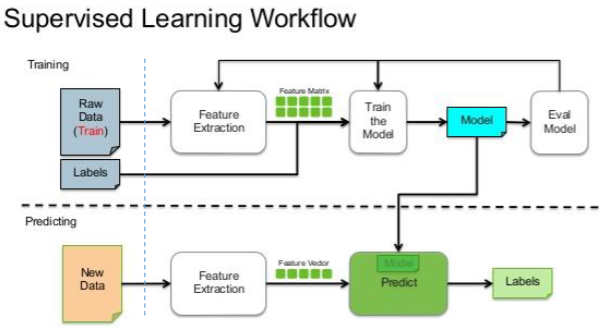 Supervised Learning Workflow
Training
Raw
Data
(Train)
Labels
Feature
Extraction
Feature Matrix
Train
the
Model
Model
Eval
Model
Predicting
New
Data
Feature
Extraction
Feature Vector
Model
Predict
Labels